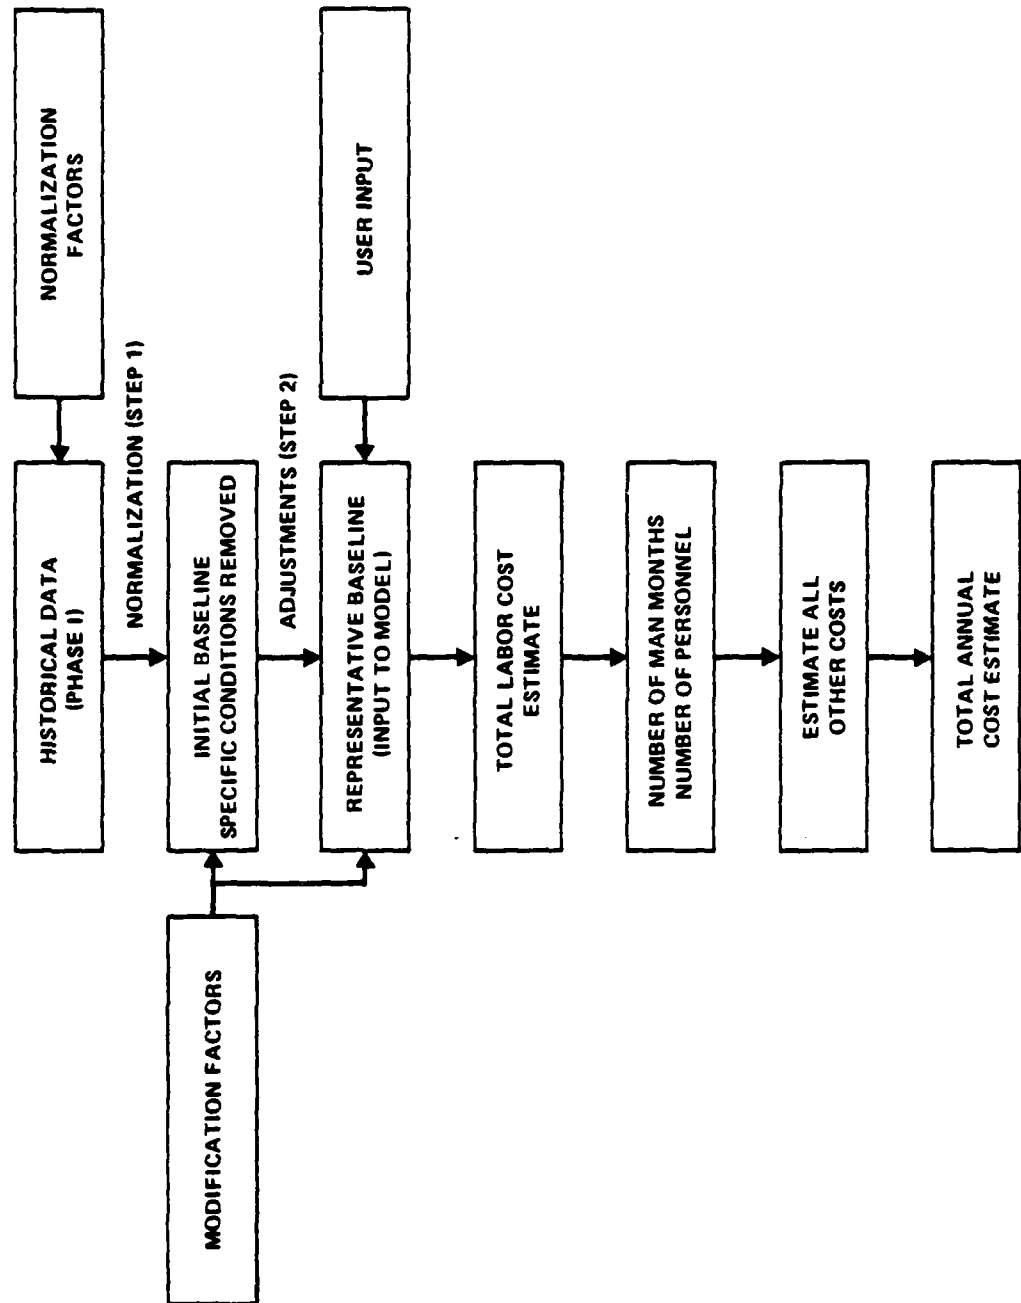 NORMALIZATION
FACTORS
HISTORICAL DATA
(PHASE I)
NORMALIZATION (STEP 1)
MODIFICATION FACTORS
INITIAL BASELINE
SPECIFIC CONDITIONS REMOVED
ADJUSTMENTS (STEP 2)
USER INPUT
REPRESENTATIVE BASELINE
(INPUT TO MODEL)
TOTAL LABOR COST
ESTIMATE
NUMBER OF MAN MONTHS
NUMBER OF PERSONNEL
ESTIMATE ALL
OTHER COSTS
TOTAL ANNUAL
COST ESTIMATE